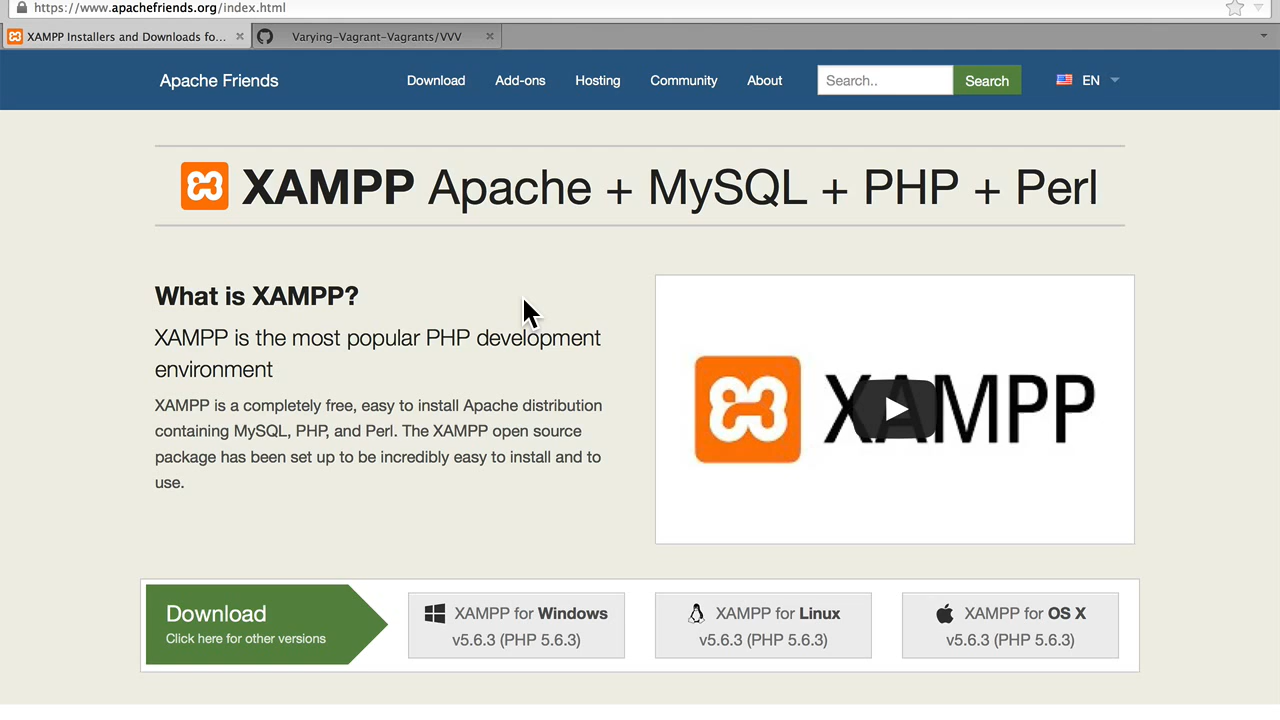 https://www.apachefriends.org/index.html
XAMPP Installers and Downloads fo...
Varying-Vagrant-Vagrants/VVV
Apache Friends
Download
Add-ons
Hosting
Community
About
Search..
Search
EN
XAMPP Apache + MySQL + PHP + Perl
What is XAMPP?
XAMPP is the most popular PHP development
environment
XAMPP is a completely free, easy to install Apache distribution
containing MySQL, PHP, and Perl. The XAMPP open source
package has been set up to be incredibly easy to install and to
use.
XAMPP
Download
Click here for other versions
XAMPP for Windows
v5.6.3 (PHP 5.6.3)
XAMPP for Linux
v5.6.3 (PHP 5.6.3)
XAMPP for OS X
v5.6.3 (PHP 5.6.3)